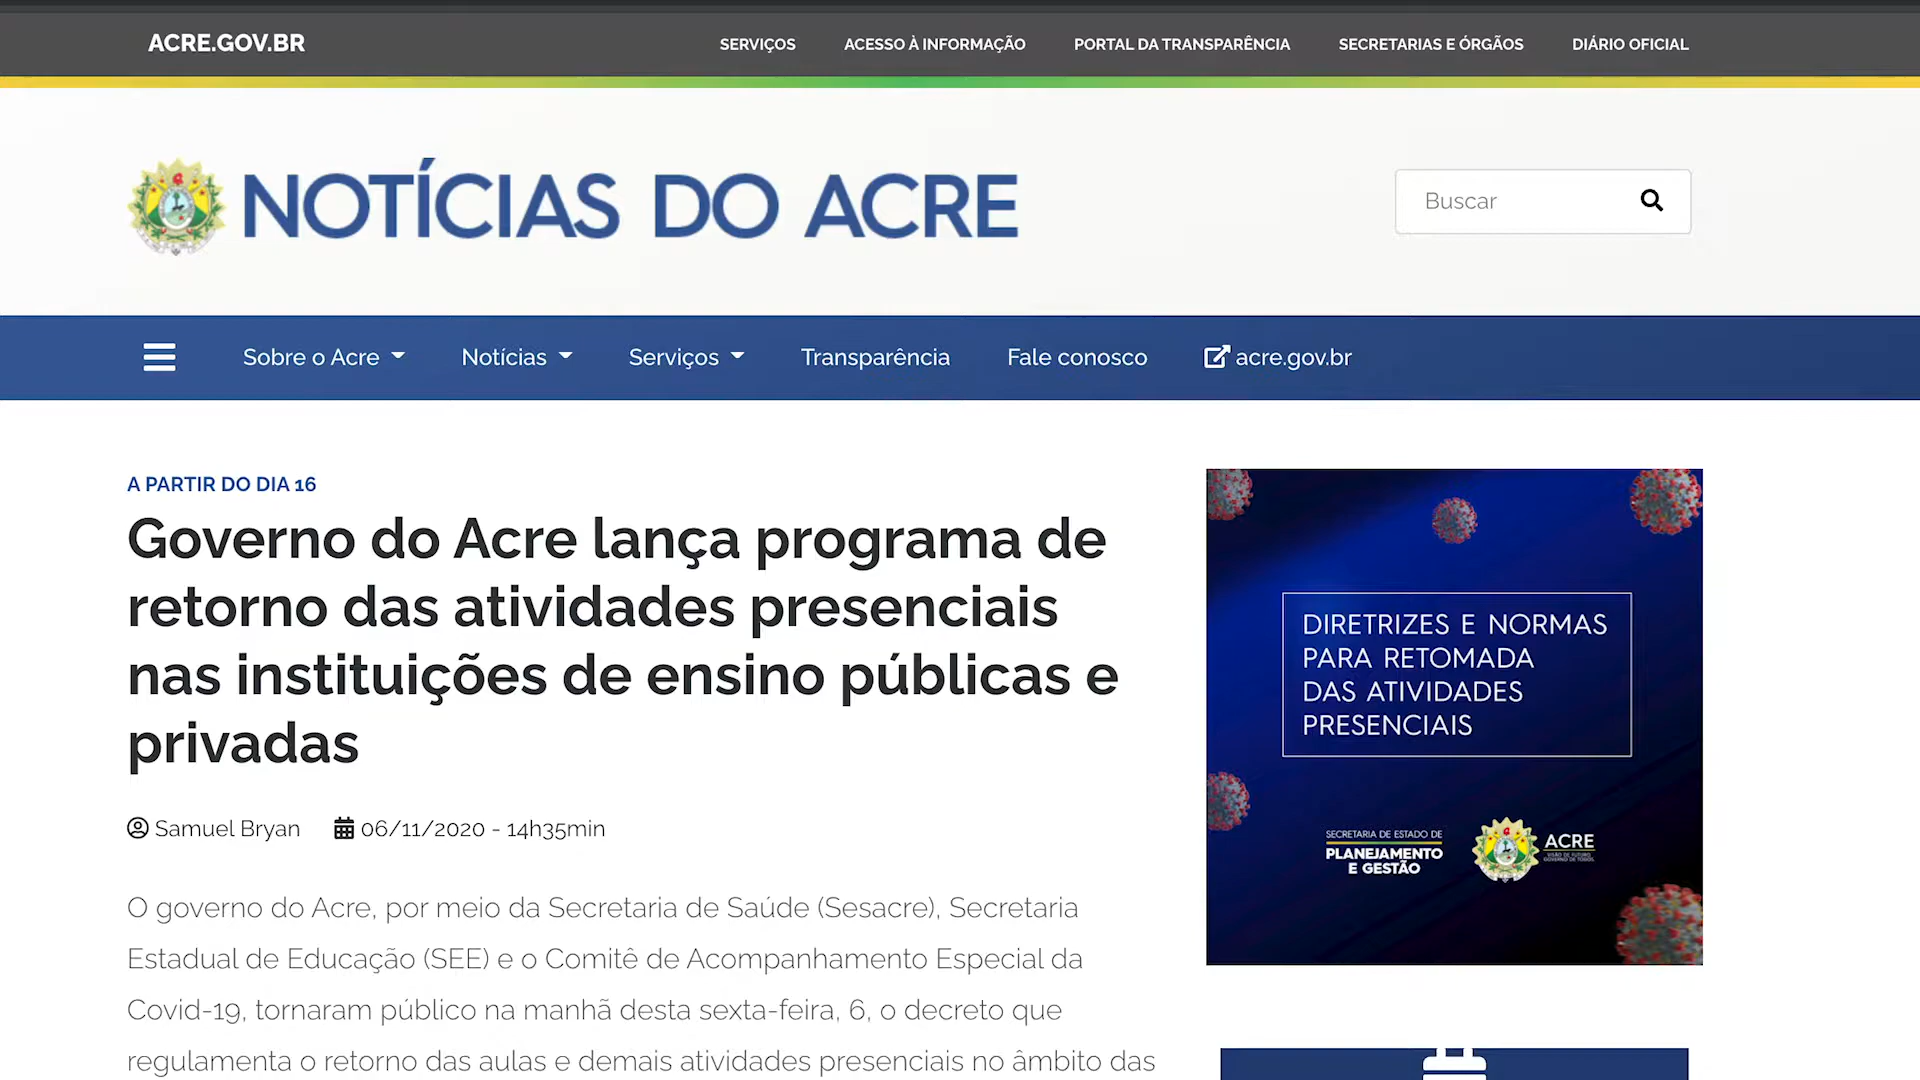 ACRE.GOV.BR
SERVIÇOS
ACESSO À INFORMAÇÃO
PORTAL DA TRANSPARÊNCIA
SECRETARIAS E ÓRGÃOS
DIÁRIO OFICIAL
NOTÍCIAS DO ACRE
Buscar
Sobre o Acre
Notícias
Serviços
Transparência
Fale conosco
acre.gov.br
A PARTIR DO DIA 16
Governo do Acre lança programa de
retorno das atividades presenciais
nas instituições de ensino públicas e
privadas
Samuel Bryan
06/11/2020 - 14h35min
O governo do Acre, por meio da Secretaria de Saúde (Sesacre), Secretaria
Estadual de Educação (SEE) e o Comitê de Acompanhamento Especial da
Covid-19, tornaram público na manhã desta sexta-feira, 6, o decreto que
regulamenta o retorno das aulas e demais atividades presenciais no âmbito das
DIRETRIZES E NORMAS
PARA RETOMADA
DAS ATIVIDADES
PRESENCIAIS
SECRETARIA DE ESTADO DE
PLANEJAMENTO
E GESTÃO
ACRE